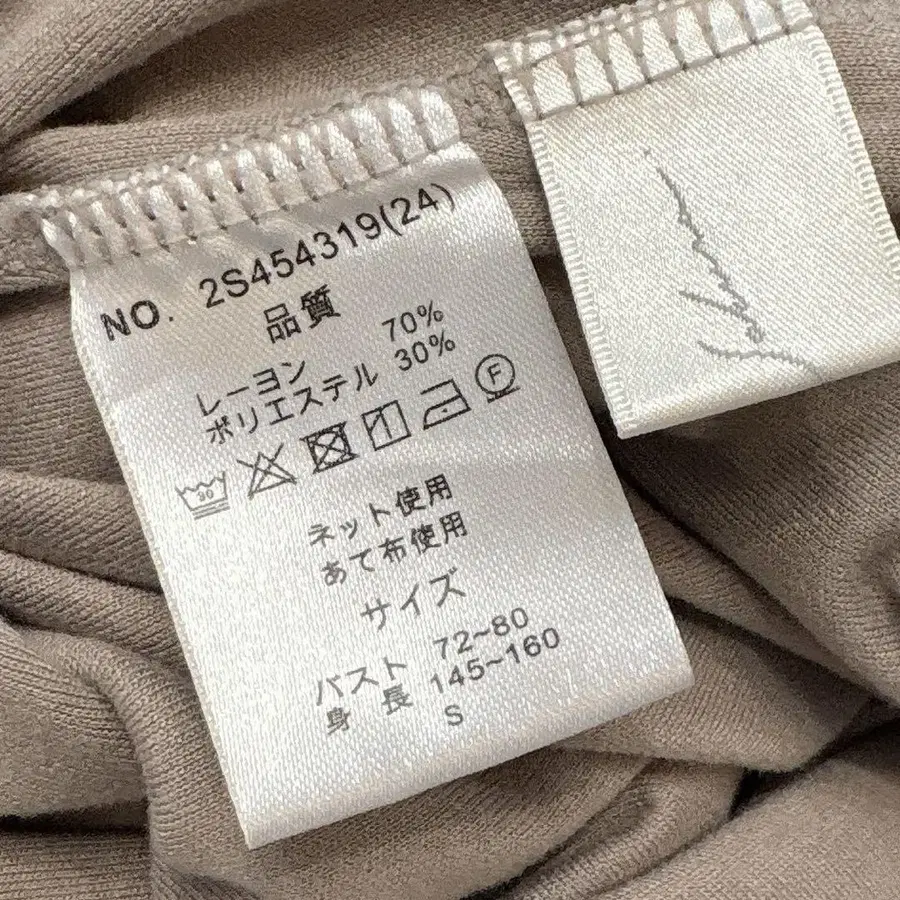 NO. 2S454319(24)
品質
レーヨン 70%
ポリエステル 30%
30
F
ネット使用
あて布使用
サイズ
バスト 72~80
身長 145~160
S